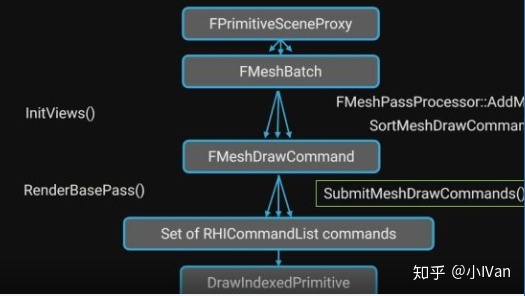 FPrimitiveSceneProxy
FMeshBatch
InitViews()
FMeshPassProcessor::AddM
SortMeshDrawComman
FMeshDrawCommand
RenderBasePass()
SubmitMeshDrawCommands()
Set of RHICommandList commands
DrawIndexedPrimitive
知乎 @小IVan